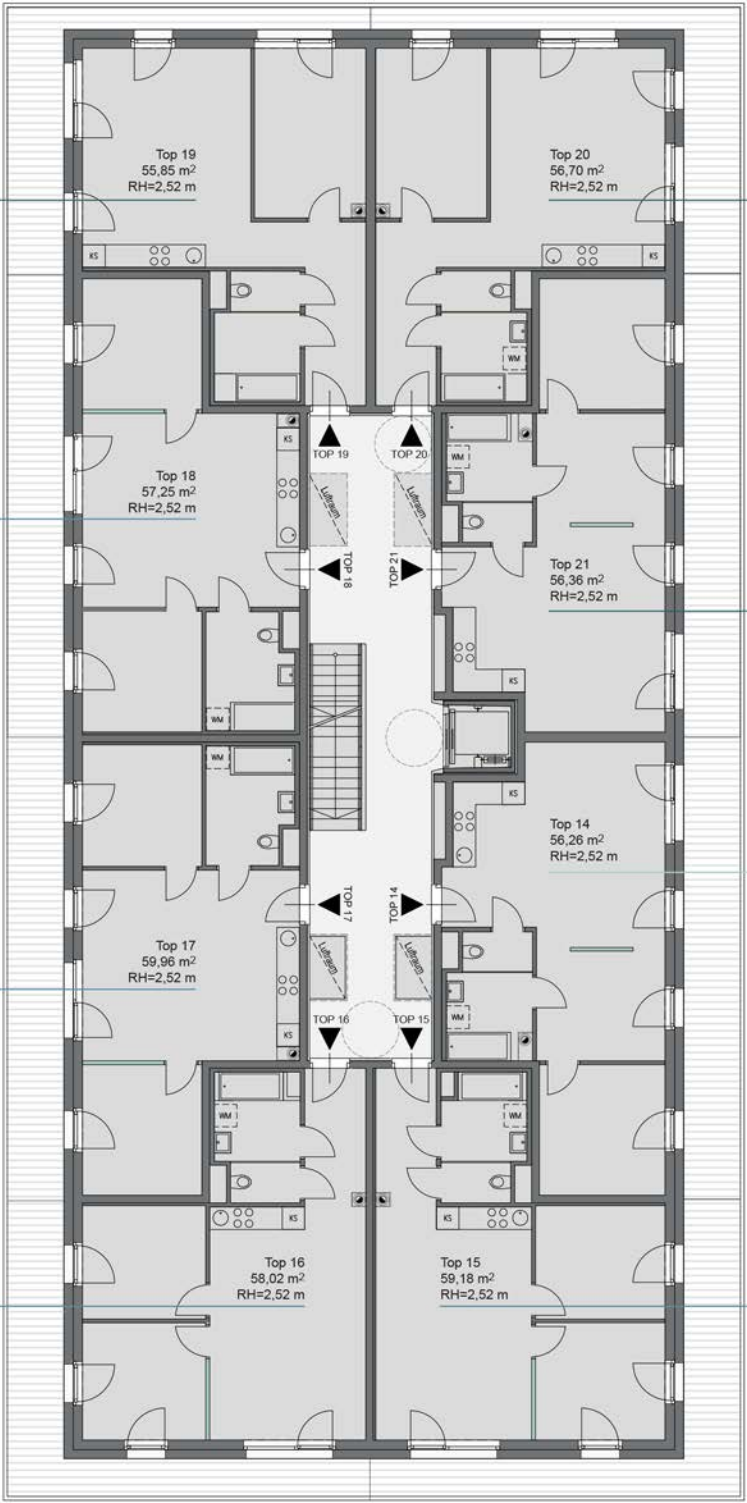 Top 19
55,85 m²
RH=2,52 m
Top 20
56,70 m²
RH=2,52 m
KS
KS
WM
KS
TOP 19
TOP 20
WM
Top 18
57,25 m²
RH=2,52 m
Luftraum
Luftraum
TOP 18
TOP 21
Top 21
56,36 m²
RH=2,52 m
KS
WM
WM
KS
Top 14
56,26 m²
RH=2,52 m
TOP 17
TOP 14
Top 17
59,96 m²
RH=2,52 m
Luftraum
Luftraum
WM
TOP 16
TOP 15
KS
WM
WM
KS
KS
Top 16
58,02 m²
RH=2,52 m
Top 15
59,18 m²
RH=2,52 m